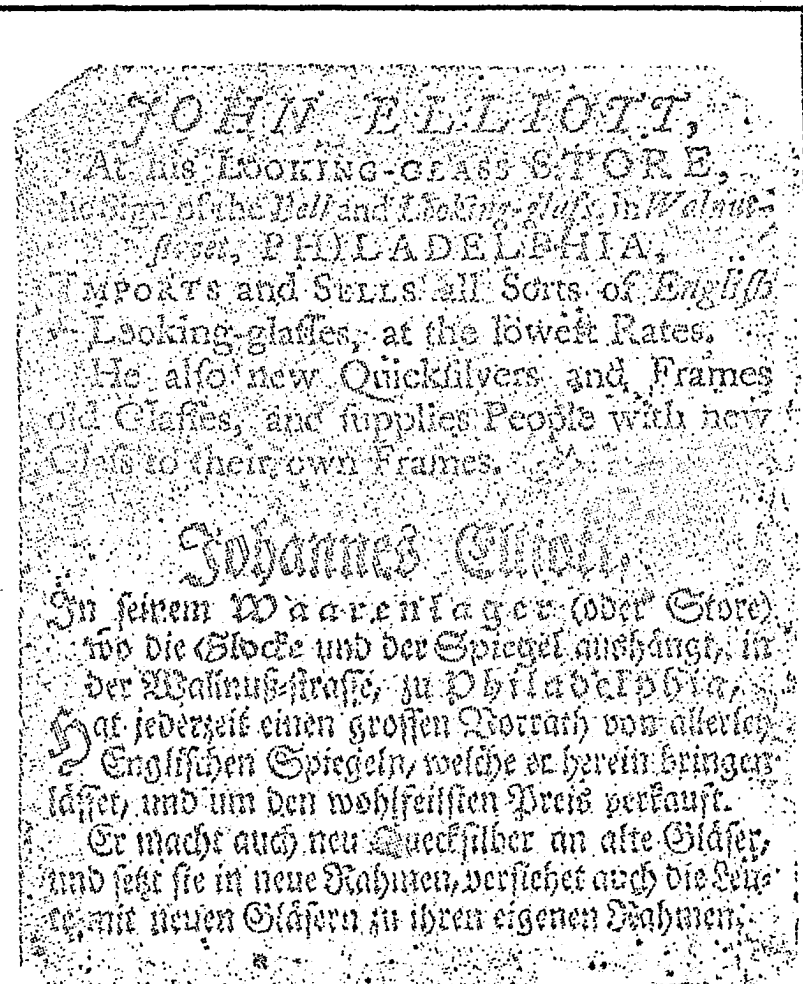 JOHN ELLIOTT,
At his LOOKING-GLASS STORE,
the Sign of the Bell and Looking-glaſs, in Walnut-
ſtreet, PHILADELPHIA,
IMPORTS and SELLS all Sorts of Engliſh
Looking-glaſſes, at the loweſt Rates.
He alſo new Quickſilvers and Frames
old Glaſſes, and ſupplies People with new
Glaſs to their own Frames.
Johannes Elliott,
In ſeinem Waarenlager (oder Store)
wo die Glocke und der Spiegel aushängt, in
der Wallnuß-ſtraſſe, zu Philadelphia,
Hat jederzeit einen groſſen Vorrath von allerley
Engliſchen Spiegeln, welche er herein bringen
läſſet, und um den wohlfeilſten Preis verkauft.
Er macht auch neu Queckſilber an alte Gläſer,
und ſetzt ſie in neue Rahmen, verſiehet auch die Leu-
te mit neuen Gläſern zu ihren eigenen Rahmen.